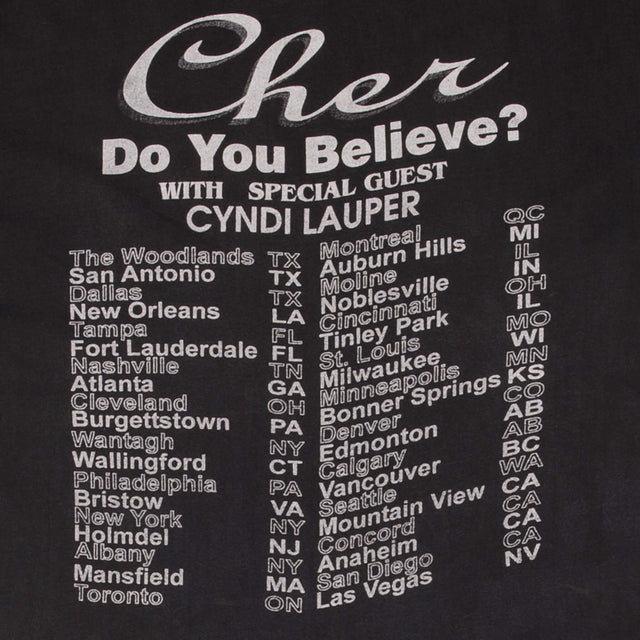 Cher
Do You Believe?
WITH SPECIAL GUEST
CYNDI LAUPER
The Woodlands TX
San Antonio TX
Dallas TX
New Orleans LA
Tampa FL
Fort Lauderdale FL
Nashville TN
Atlanta GA
Cleveland OH
Burgettstown PA
Wantagh NY
Wallingford CT
Philadelphia PA
Bristow VA
New York NY
Holmdel NJ
Albany NY
Mansfield MA
Toronto ON
Montreal QC
Auburn Hills MI
Moline IL
Noblesville IN
Cincinnati OH
Tinley Park IL
St. Louis MO
Milwaukee WI
Minneapolis MN
Bonner Springs KS
Denver CO
Edmonton AB
Calgary AB
Vancouver BC
Seattle WA
Mountain View CA
Concord CA
Anaheim CA
San Diego CA
Las Vegas NV